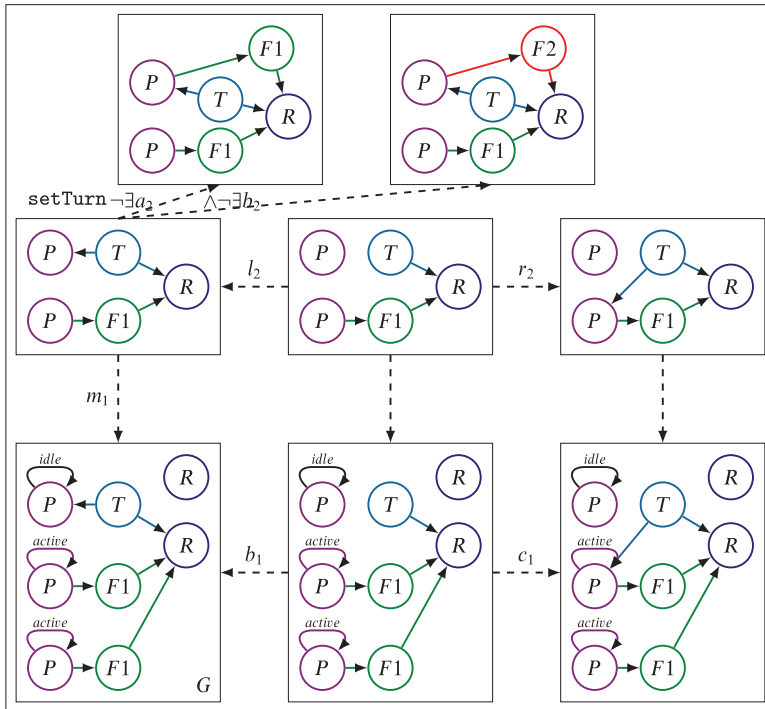 F1 F2
P P
T T
R R
P F1 P F1
setTurn ¬∃a2 ∧¬∃b2
P T P T P T
R l2 R r2 R
P F1 P F1 P F1
m1
idle R idle R idle R
P T P T P T
R R R
active active active
b1 c1
P F1 P F1 P F1
active active active
P F1 P F1 P F1
G